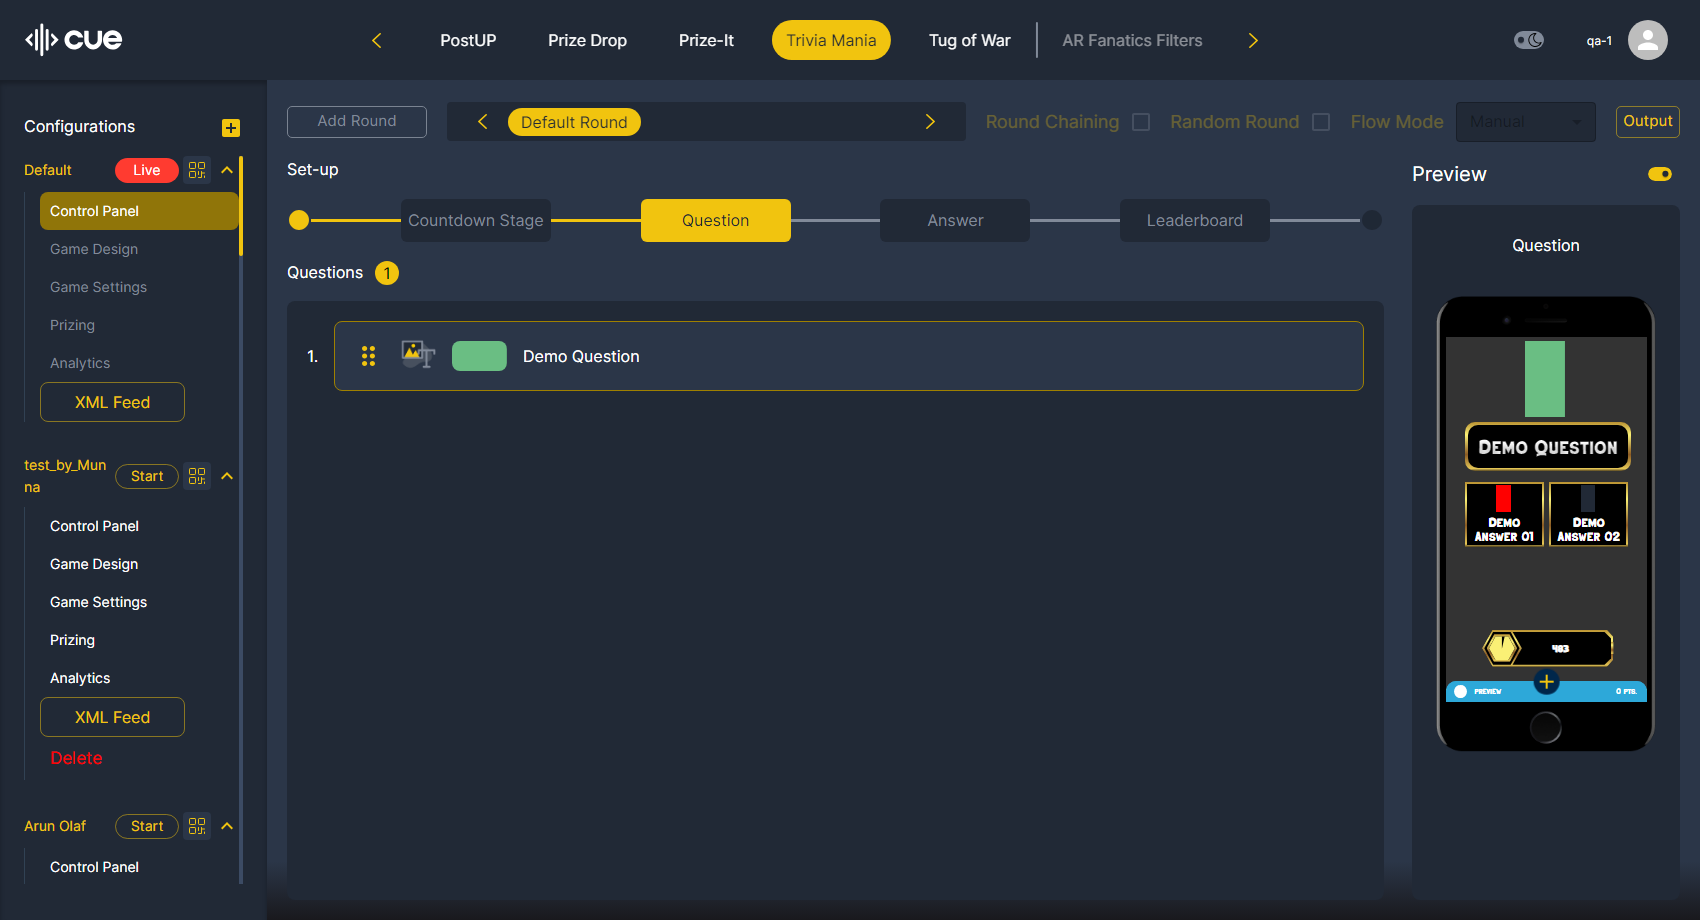 cue
PostUP
Prize Drop
Prize-It
Trivia Mania
Tug of War
AR Fanatics Filters
qa-1
Configurations
Default
Live
Control Panel
Game Design
Game Settings
Prizing
Analytics
XML Feed
test_by_Mun
na
Start
Control Panel
Game Design
Game Settings
Prizing
Analytics
XML Feed
Delete
Arun Olaf
Start
Control Panel
Add Round
Default Round
Round Chaining
Random Round
Flow Mode
Manual
Output
Set-up
Countdown Stage
Question
Answer
Leaderboard
Questions 1
1. Demo Question
Preview
Question
Demo Question
Demo
Answer 01
Demo
Answer 02
403
PREVIEW
0 PTS.